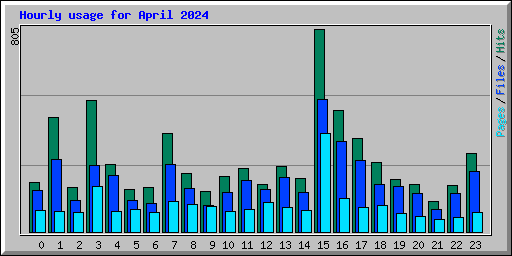 Hourly usage for April 2024
805
Pages / Files / Hits
0 1 2 3 4 5 6 7 8 9 10 11 12 13 14 15 16 17 18 19 20 21 22 23